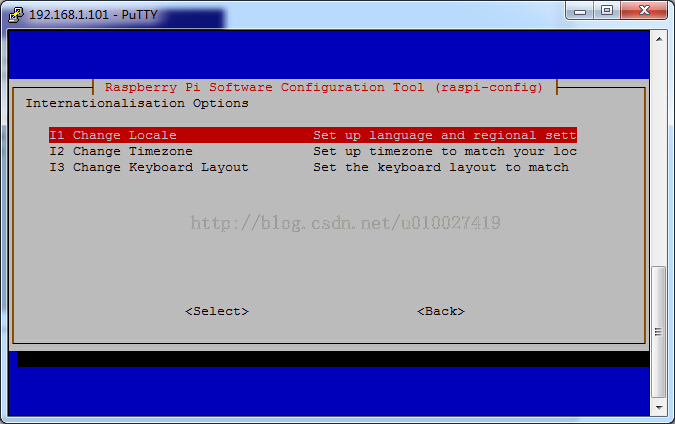 192.168.1.101 - PuTTY
Raspberry Pi Software Configuration Tool (raspi-config)
Internationalisation Options
I1 Change Locale Set up language and regional sett
I2 Change Timezone Set up timezone to match your loc
I3 Change Keyboard Layout Set the keyboard layout to match
http://blog.csdn.net/u010027419
<Select> <Back>